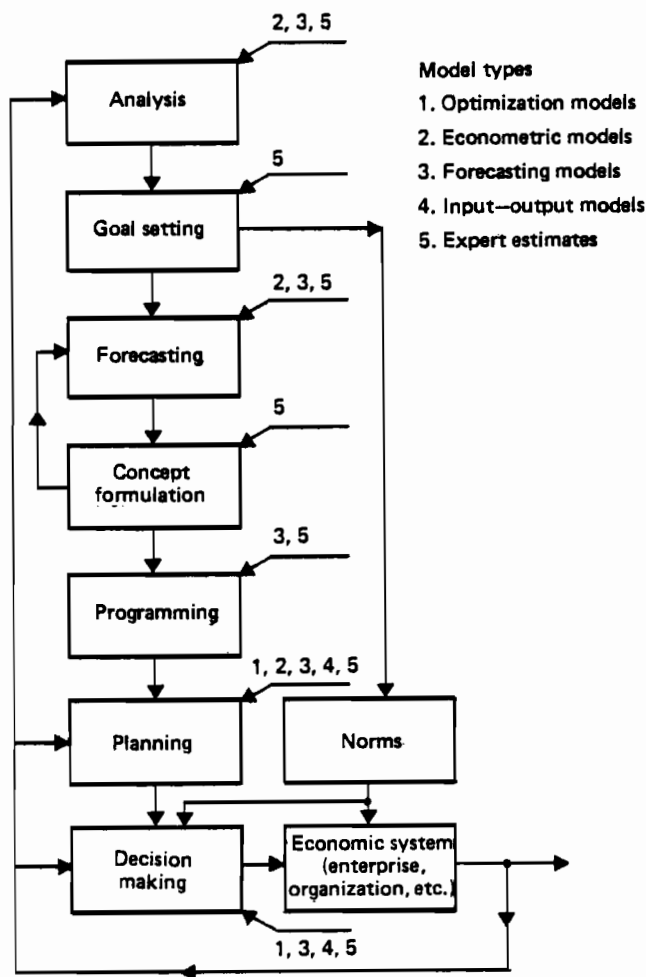 2, 3, 5
Analysis
Model types
1. Optimization models
2. Econometric models
3. Forecasting models
4. Input—output models
5. Expert estimates
5
Goal setting
2, 3, 5
Forecasting
5
Concept
formulation
3, 5
Programming
1, 2, 3, 4, 5
Planning
Norms
Decision
making
Economic system
(enterprise,
organization, etc.)
1, 3, 4, 5